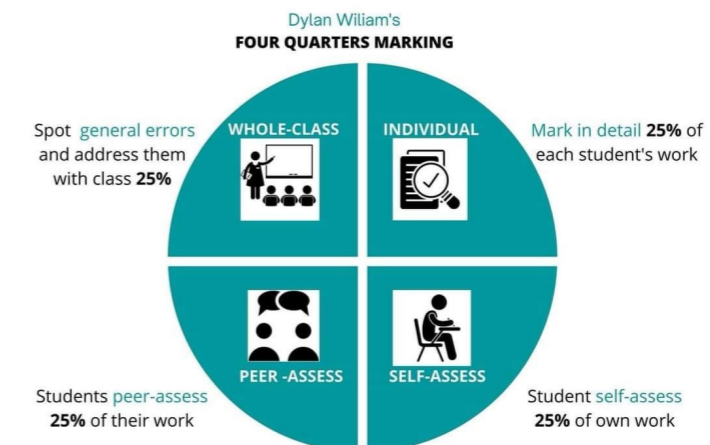 Dylan Wiliam's
FOUR QUARTERS MARKING
Spot general errors
and address them
with class 25%
WHOLE-CLASS
INDIVIDUAL
Mark in detail 25% of
each student's work
PEER -ASSESS
SELF-ASSESS
Students peer-assess
25% of their work
Student self-assess
25% of own work